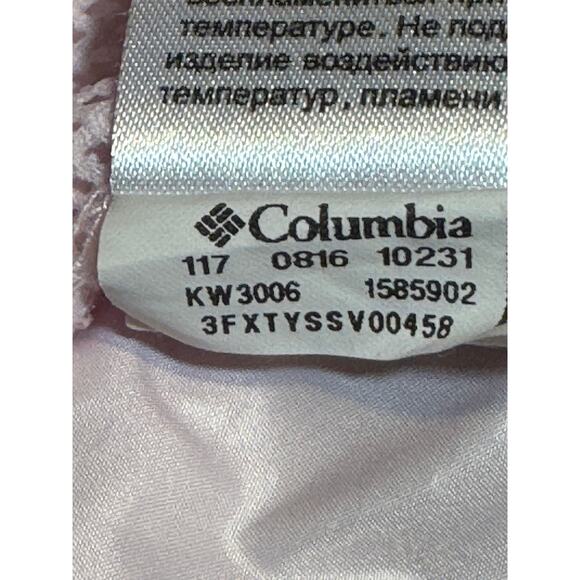 температуре. Не под
изделие воздействию
температур, пламени
Columbia
117 0816 10231
KW3006 1585902
3FXTYSSV00458